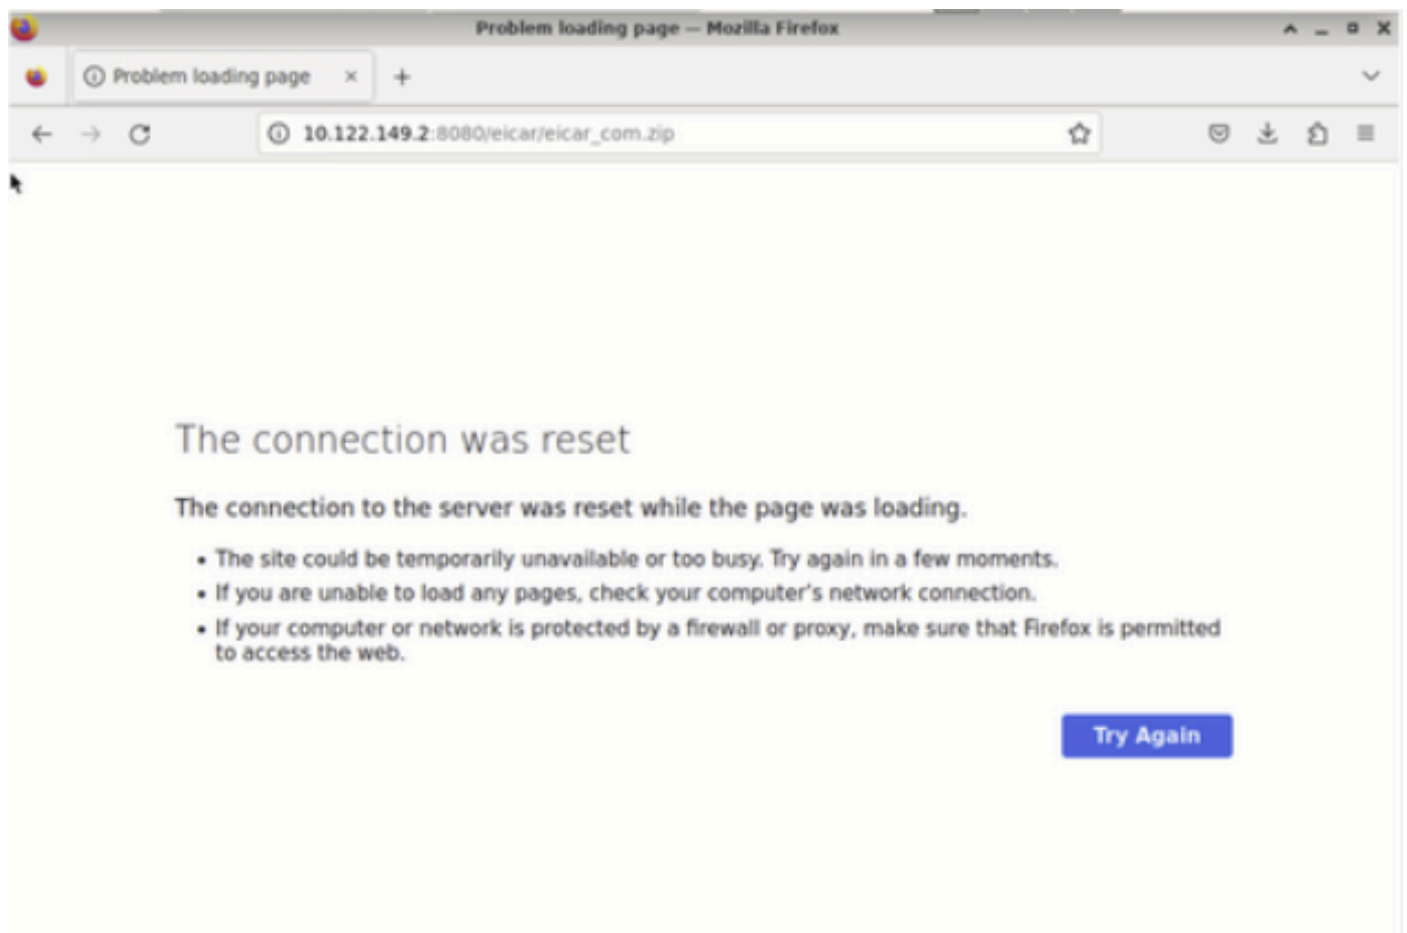 Problem loading page — Mozilla Firefox
Problem loading page
10.122.149.2:8080/eicar/eicar_com.zip
The connection was reset
The connection to the server was reset while the page was loading.
• The site could be temporarily unavailable or too busy. Try again in a few moments.
• If you are unable to load any pages, check your computer’s network connection.
• If your computer or network is protected by a firewall or proxy, make sure that Firefox is permitted
to access the web.
Try Again